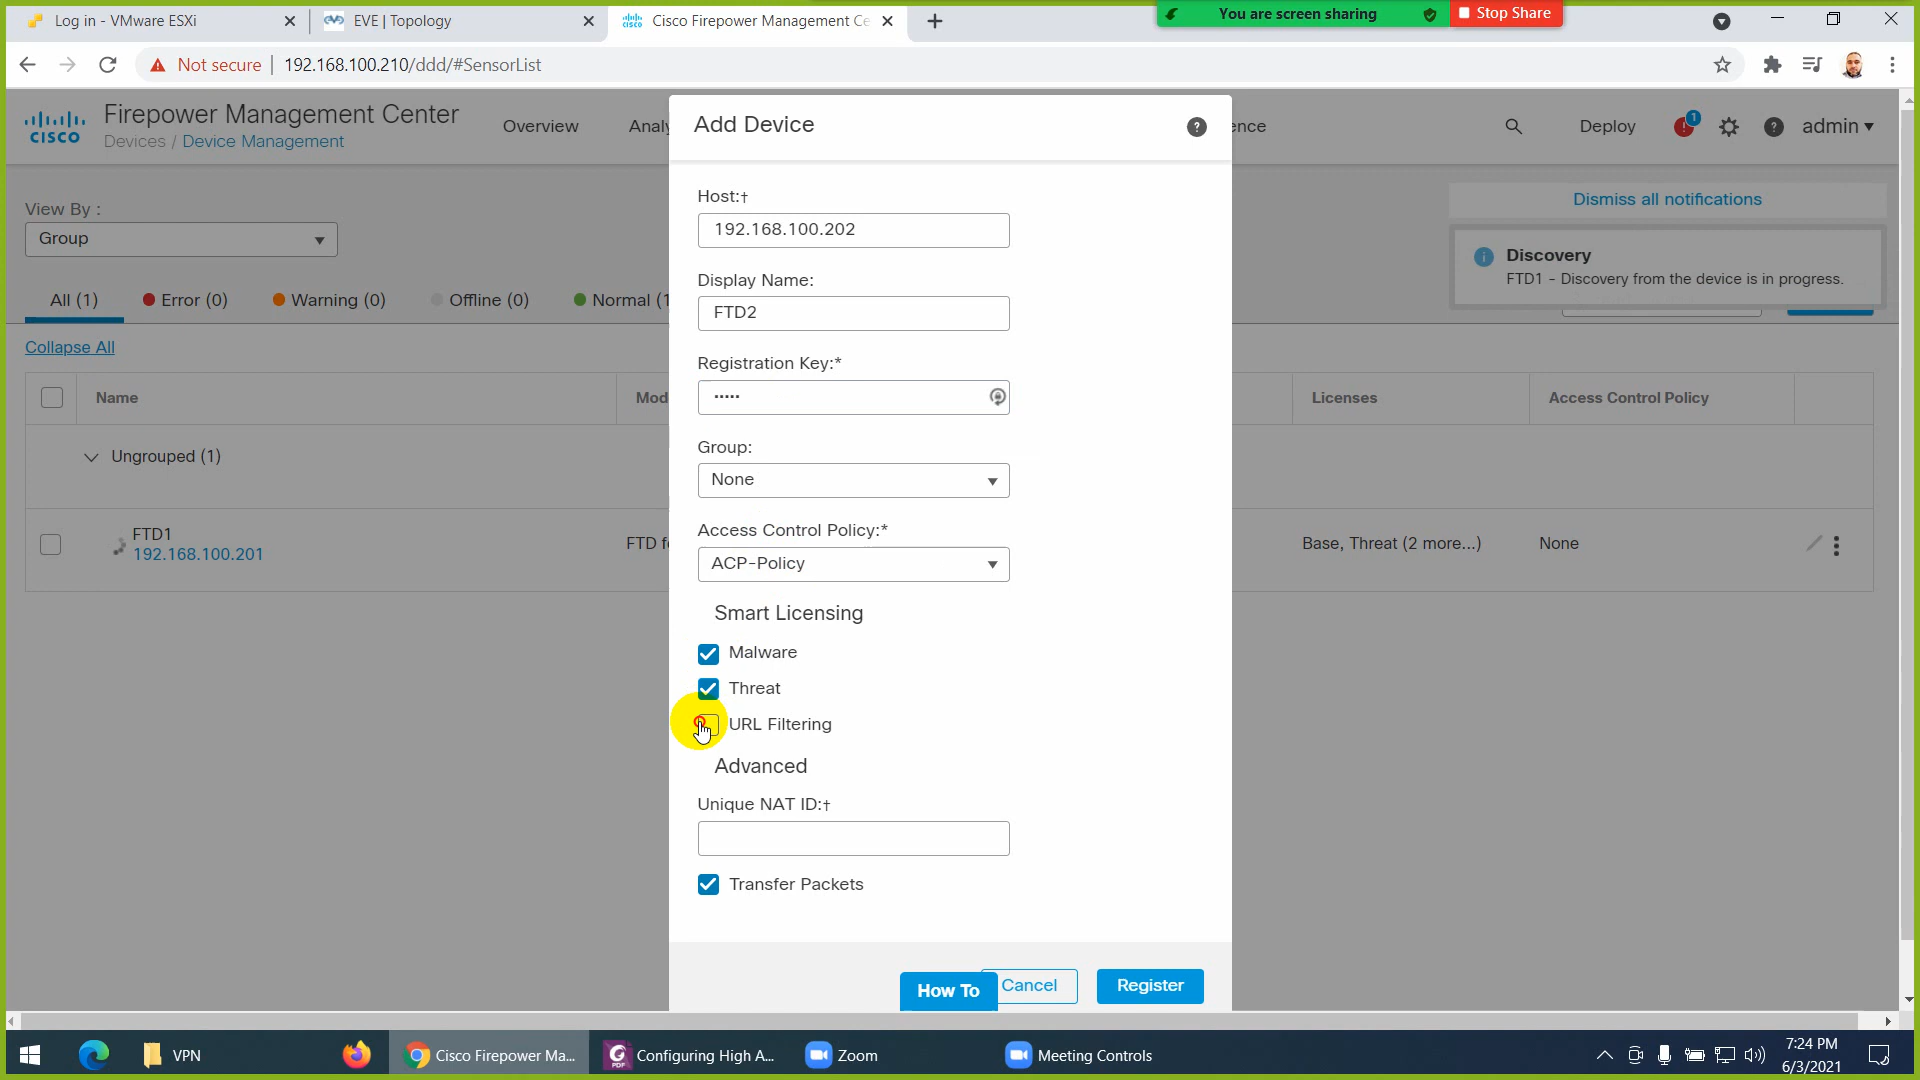 Log in - VMware ESXi
EVE | Topology
Cisco Firepower Management Ce
You are screen sharing
Stop Share
Not secure
192.168.100.210/ddd/#SensorList
CISCO
Firepower Management Center
Devices / Device Management
Overview
Analy
ence
Deploy
1
admin
Add Device
Host:†
192.168.100.202
Display Name:
FTD2
Registration Key:*
•••••
Group:
None
Access Control Policy:*
ACP-Policy
Smart Licensing
Malware
Threat
URL Filtering
Advanced
Unique NAT ID:†
Transfer Packets
How To
Cancel
Register
View By :
Group
Dismiss all notifications
Discovery
FTD1 - Discovery from the device is in progress.
All (1)
Error (0)
Warning (0)
Offline (0)
Normal (1
Collapse All
Name
Mod
Licenses
Access Control Policy
Ungrouped (1)
FTD1
192.168.100.201
FTD f
Base, Threat (2 more...)
None
VPN
Cisco Firepower Ma...
Configuring High A...
Zoom
Meeting Controls
7:24 PM
6/3/2021